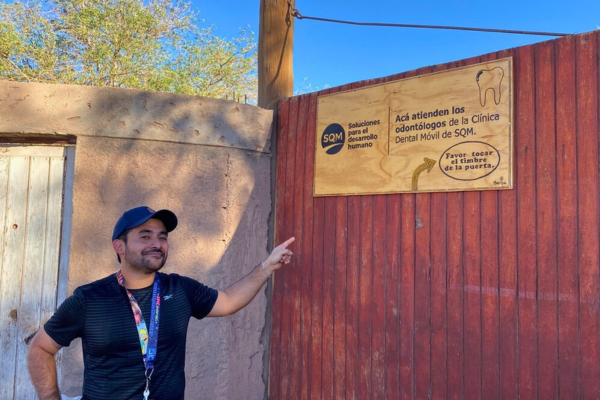 SQM
Soluciones
para el
desarrollo
humano
Acá atienden los
odontólogos de la Clínica
Dental Móvil de SQM.
Favor tocar
el timbre
de la puerta.